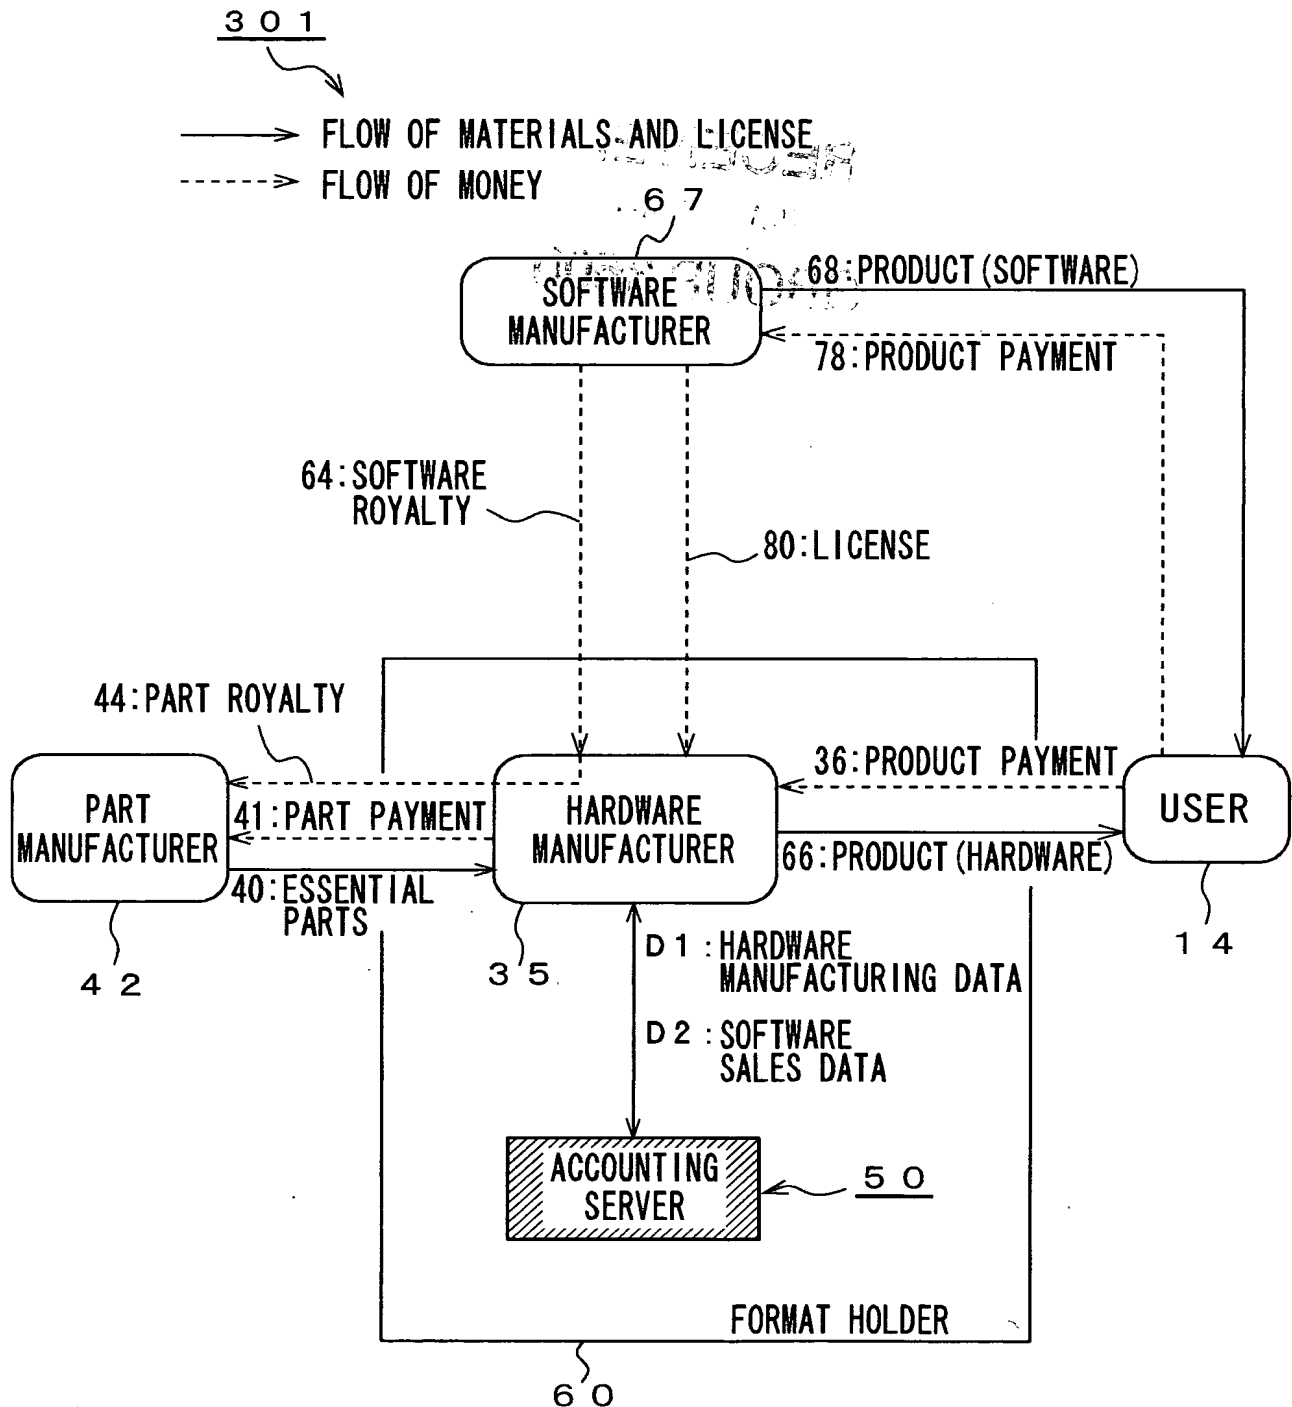 301
FLOW OF MATERIALS AND LICENSE
FLOW OF MONEY
67
SOFTWARE
MANUFACTURER
68:PRODUCT(SOFTWARE)
78:PRODUCT PAYMENT
64:SOFTWARE
ROYALTY
80:LICENSE
44:PART ROYALTY
36:PRODUCT PAYMENT
PART
MANUFACTURER
41:PART PAYMENT
HARDWARE
MANUFACTURER
USER
66:PRODUCT(HARDWARE)
40:ESSENTIAL
PARTS
42
35
14
D1:HARDWARE
MANUFACTURING DATA
D2:SOFTWARE
SALES DATA
ACCOUNTING
SERVER
50
FORMAT HOLDER
60